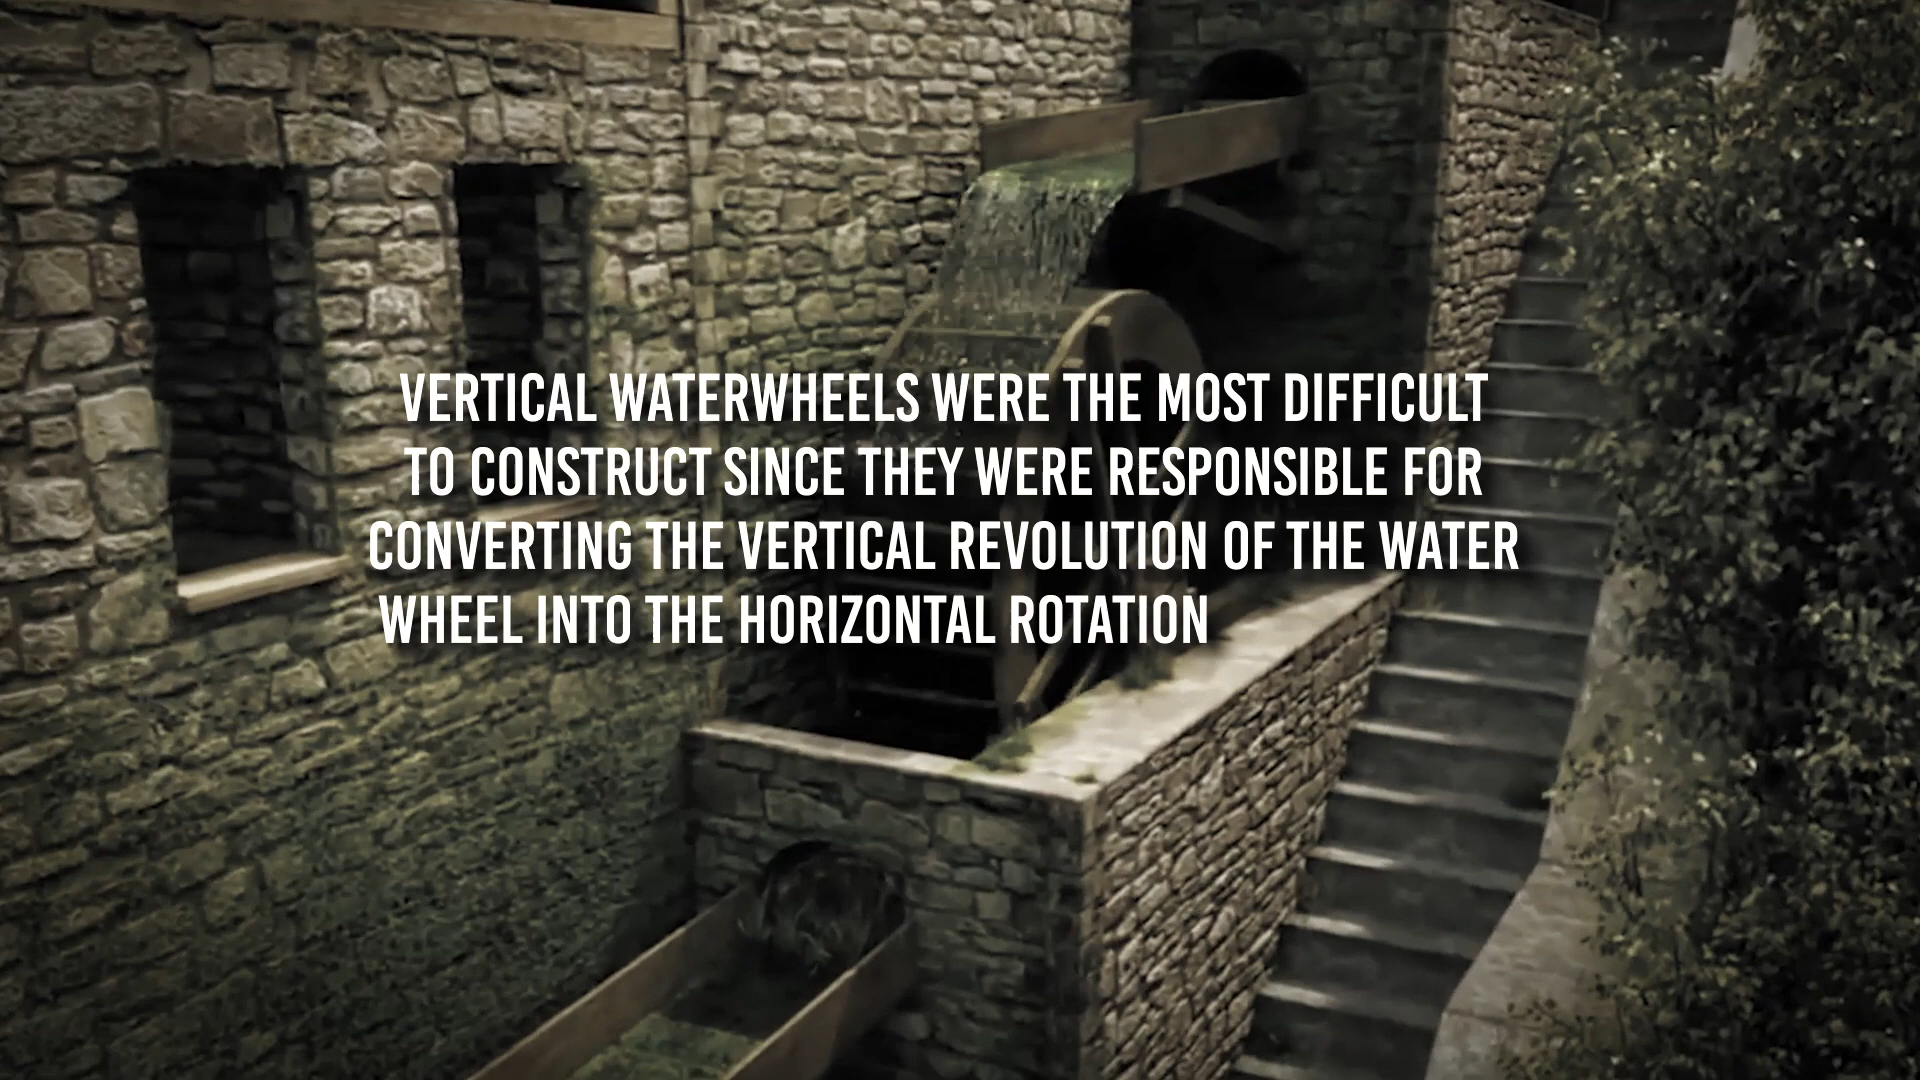 VERTICAL WATERWHEELS WERE THE MOST DIFFICULT
TO CONSTRUCT SINCE THEY WERE RESPONSIBLE FOR
CONVERTING THE VERTICAL REVOLUTION OF THE WATER
WHEEL INTO THE HORIZONTAL ROTATION